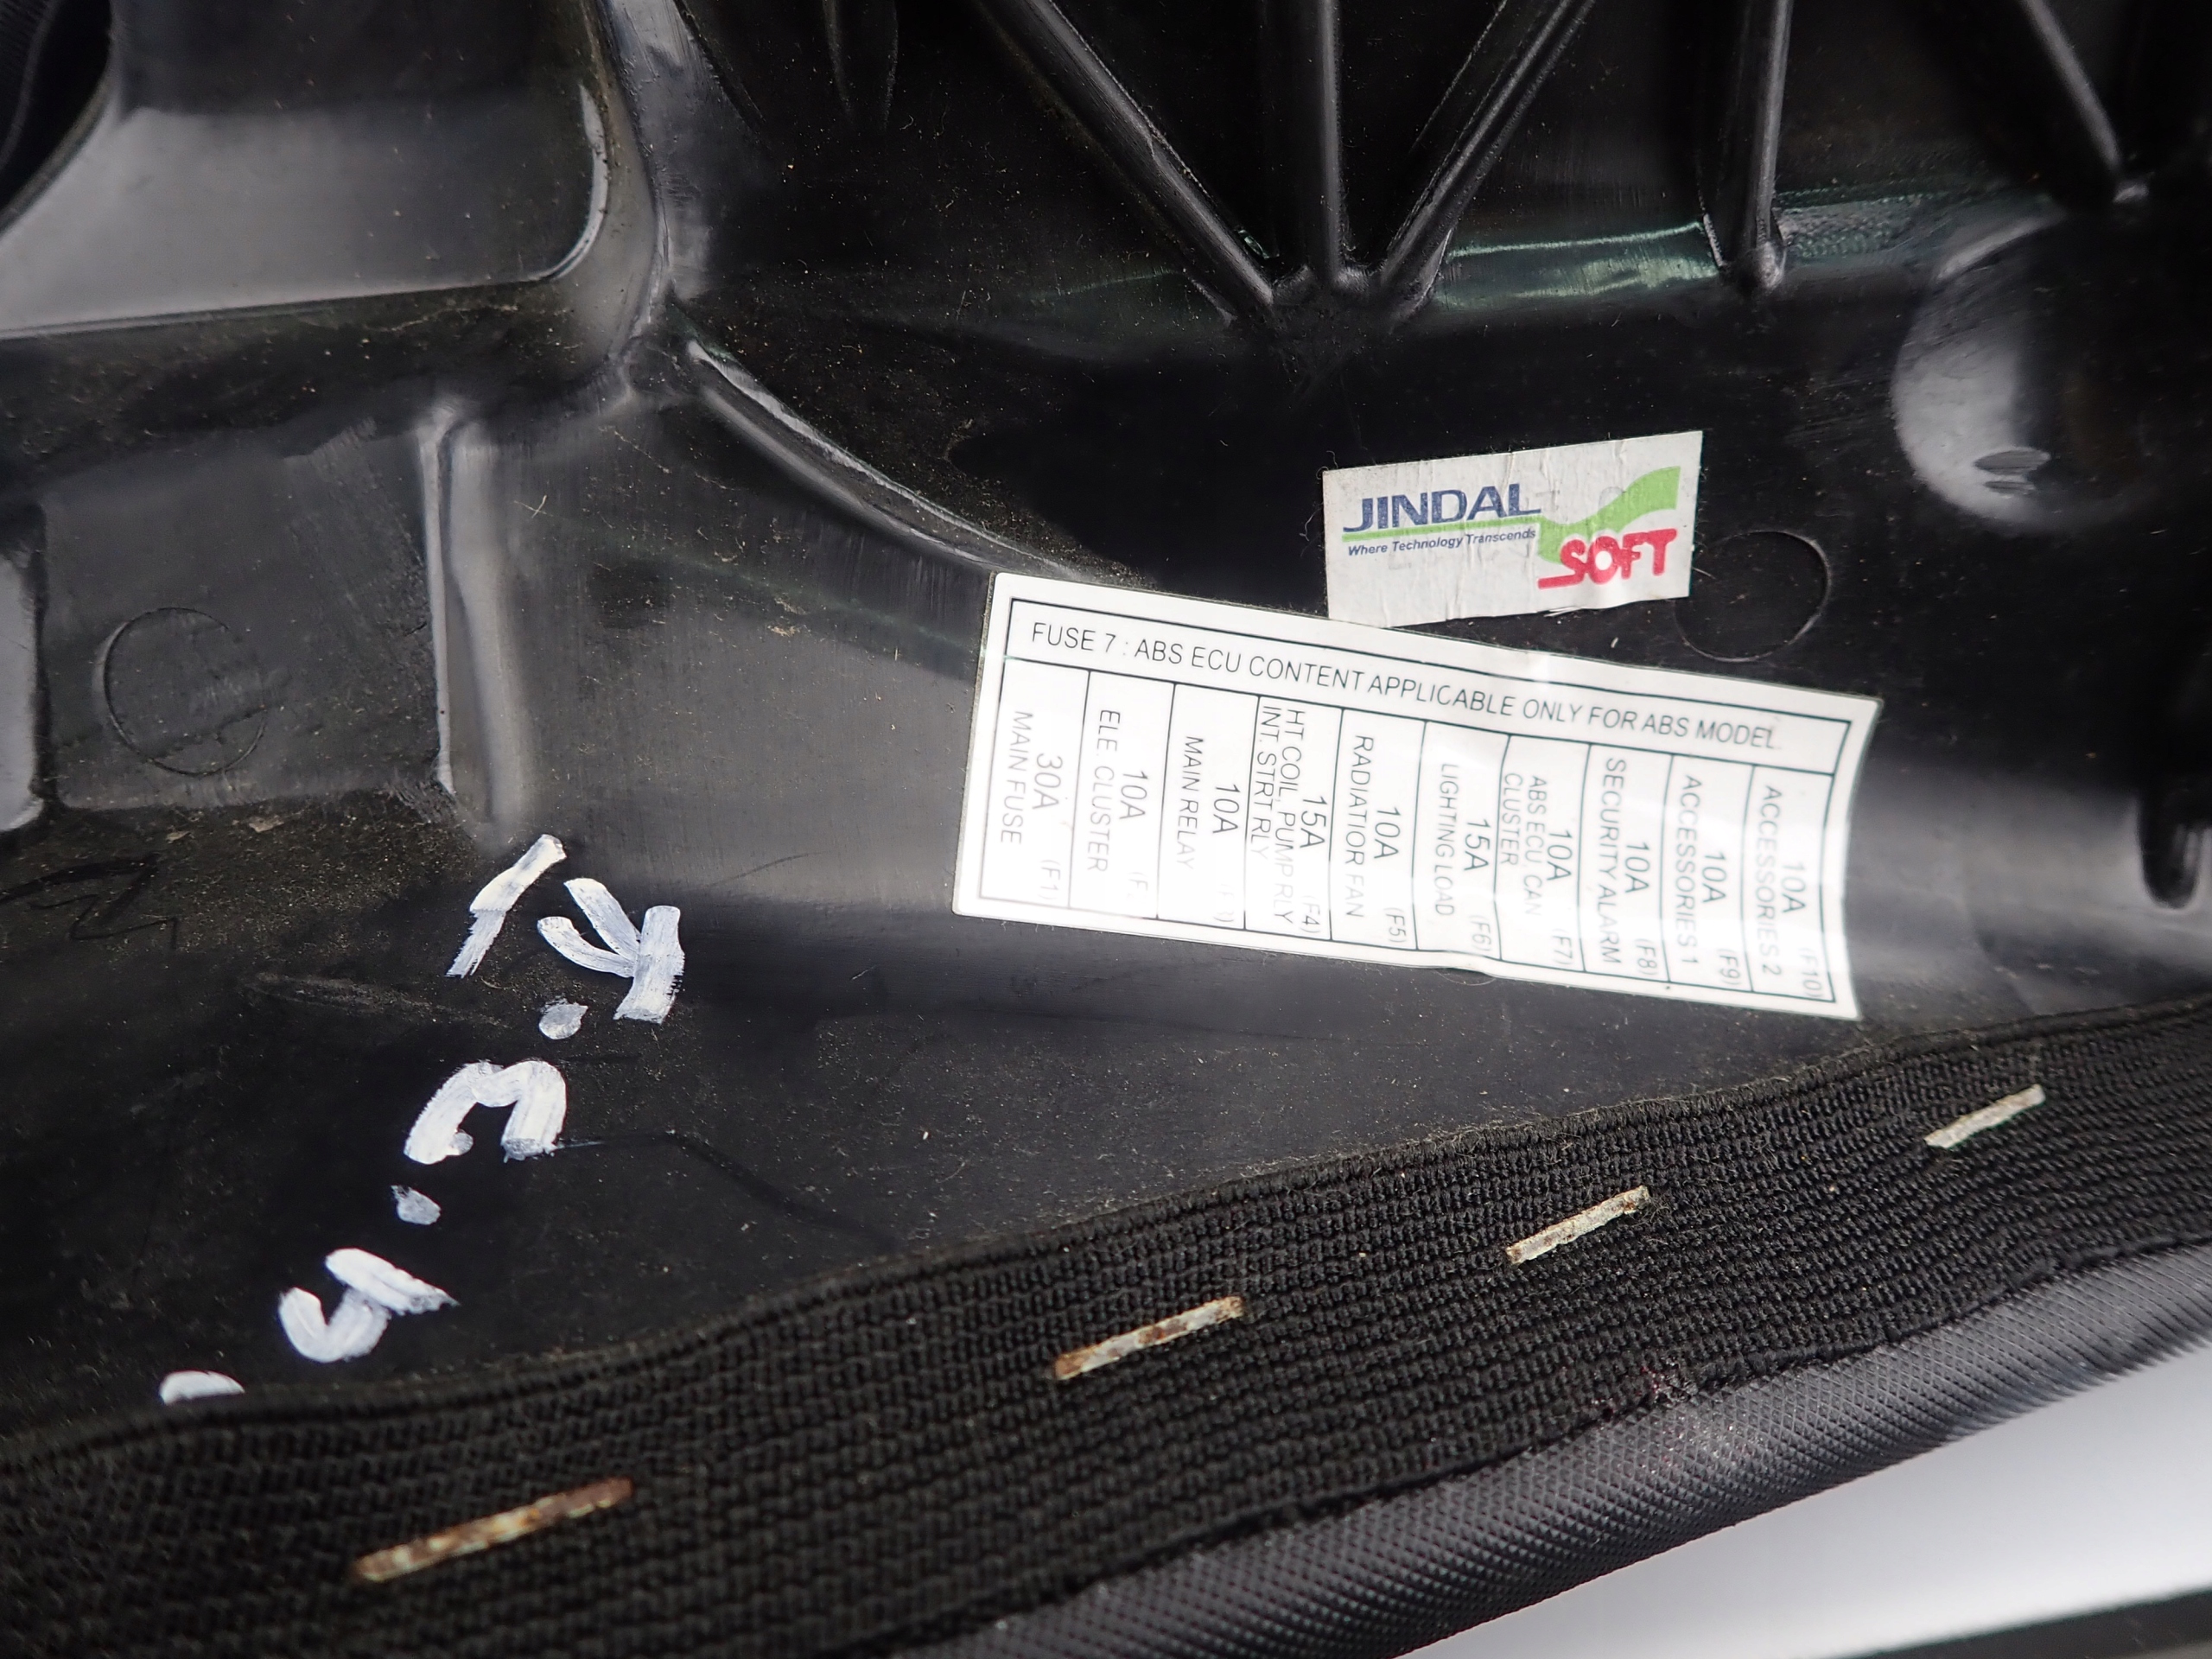 JINDAL
Where Technology Transcends
SOFT
FUSE 7 : ABS ECU CONTENT APPLICABLE ONLY FOR ABS MODEL.
30A
MAIN FUSE (F1)
10A
ELE CLUSTER
10A
MAIN RELAY
15A
HT COIL, PUMP RLY (F4)
INT. STRT RLY
10A
RADIATIOR FAN (F5)
15A
LIGHTING LOAD (F6)
10A
ABS ECU CAN (F7)
CLUSTER
10A
SECURITY ALARM (F8)
10A
ACCESSORIES 1 (F9)
10A
ACCESSORIES 2 (F10)